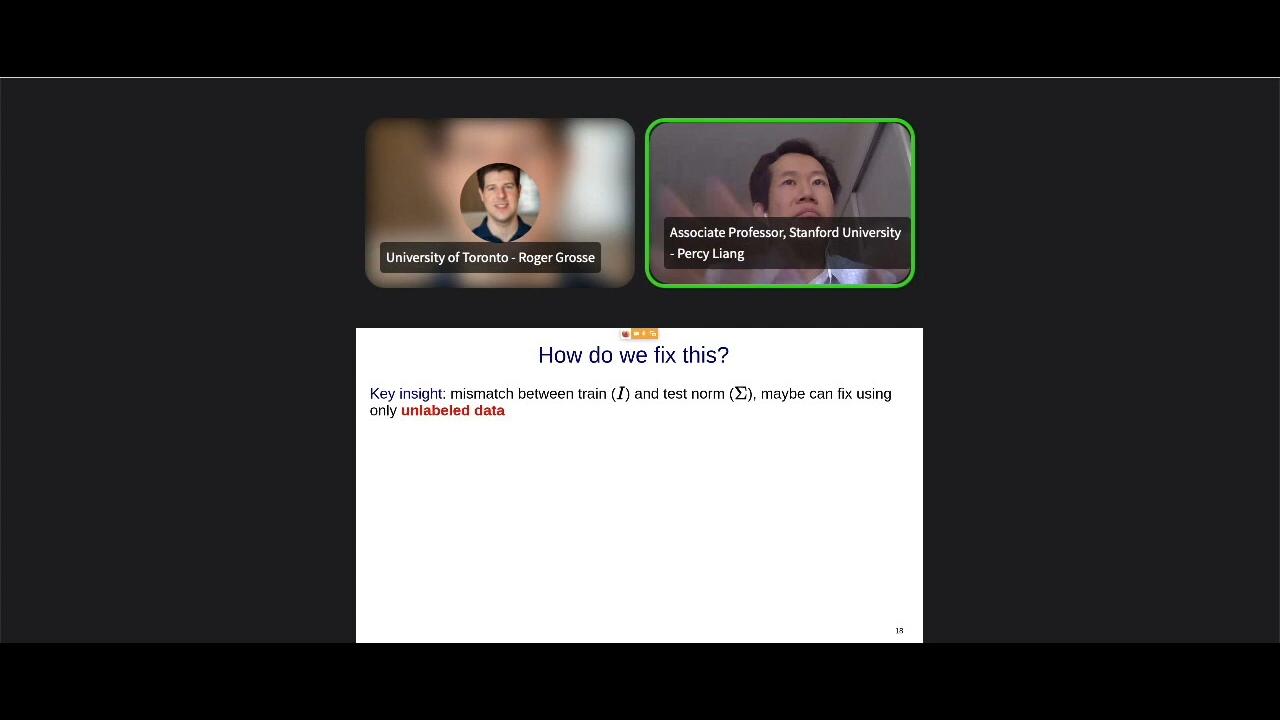 University of Toronto - Roger Grosse
Associate Professor, Stanford University
- Percy Liang
How do we fix this?
Key insight: mismatch between train (I) and test norm (Σ), maybe can fix using
only unlabeled data
18